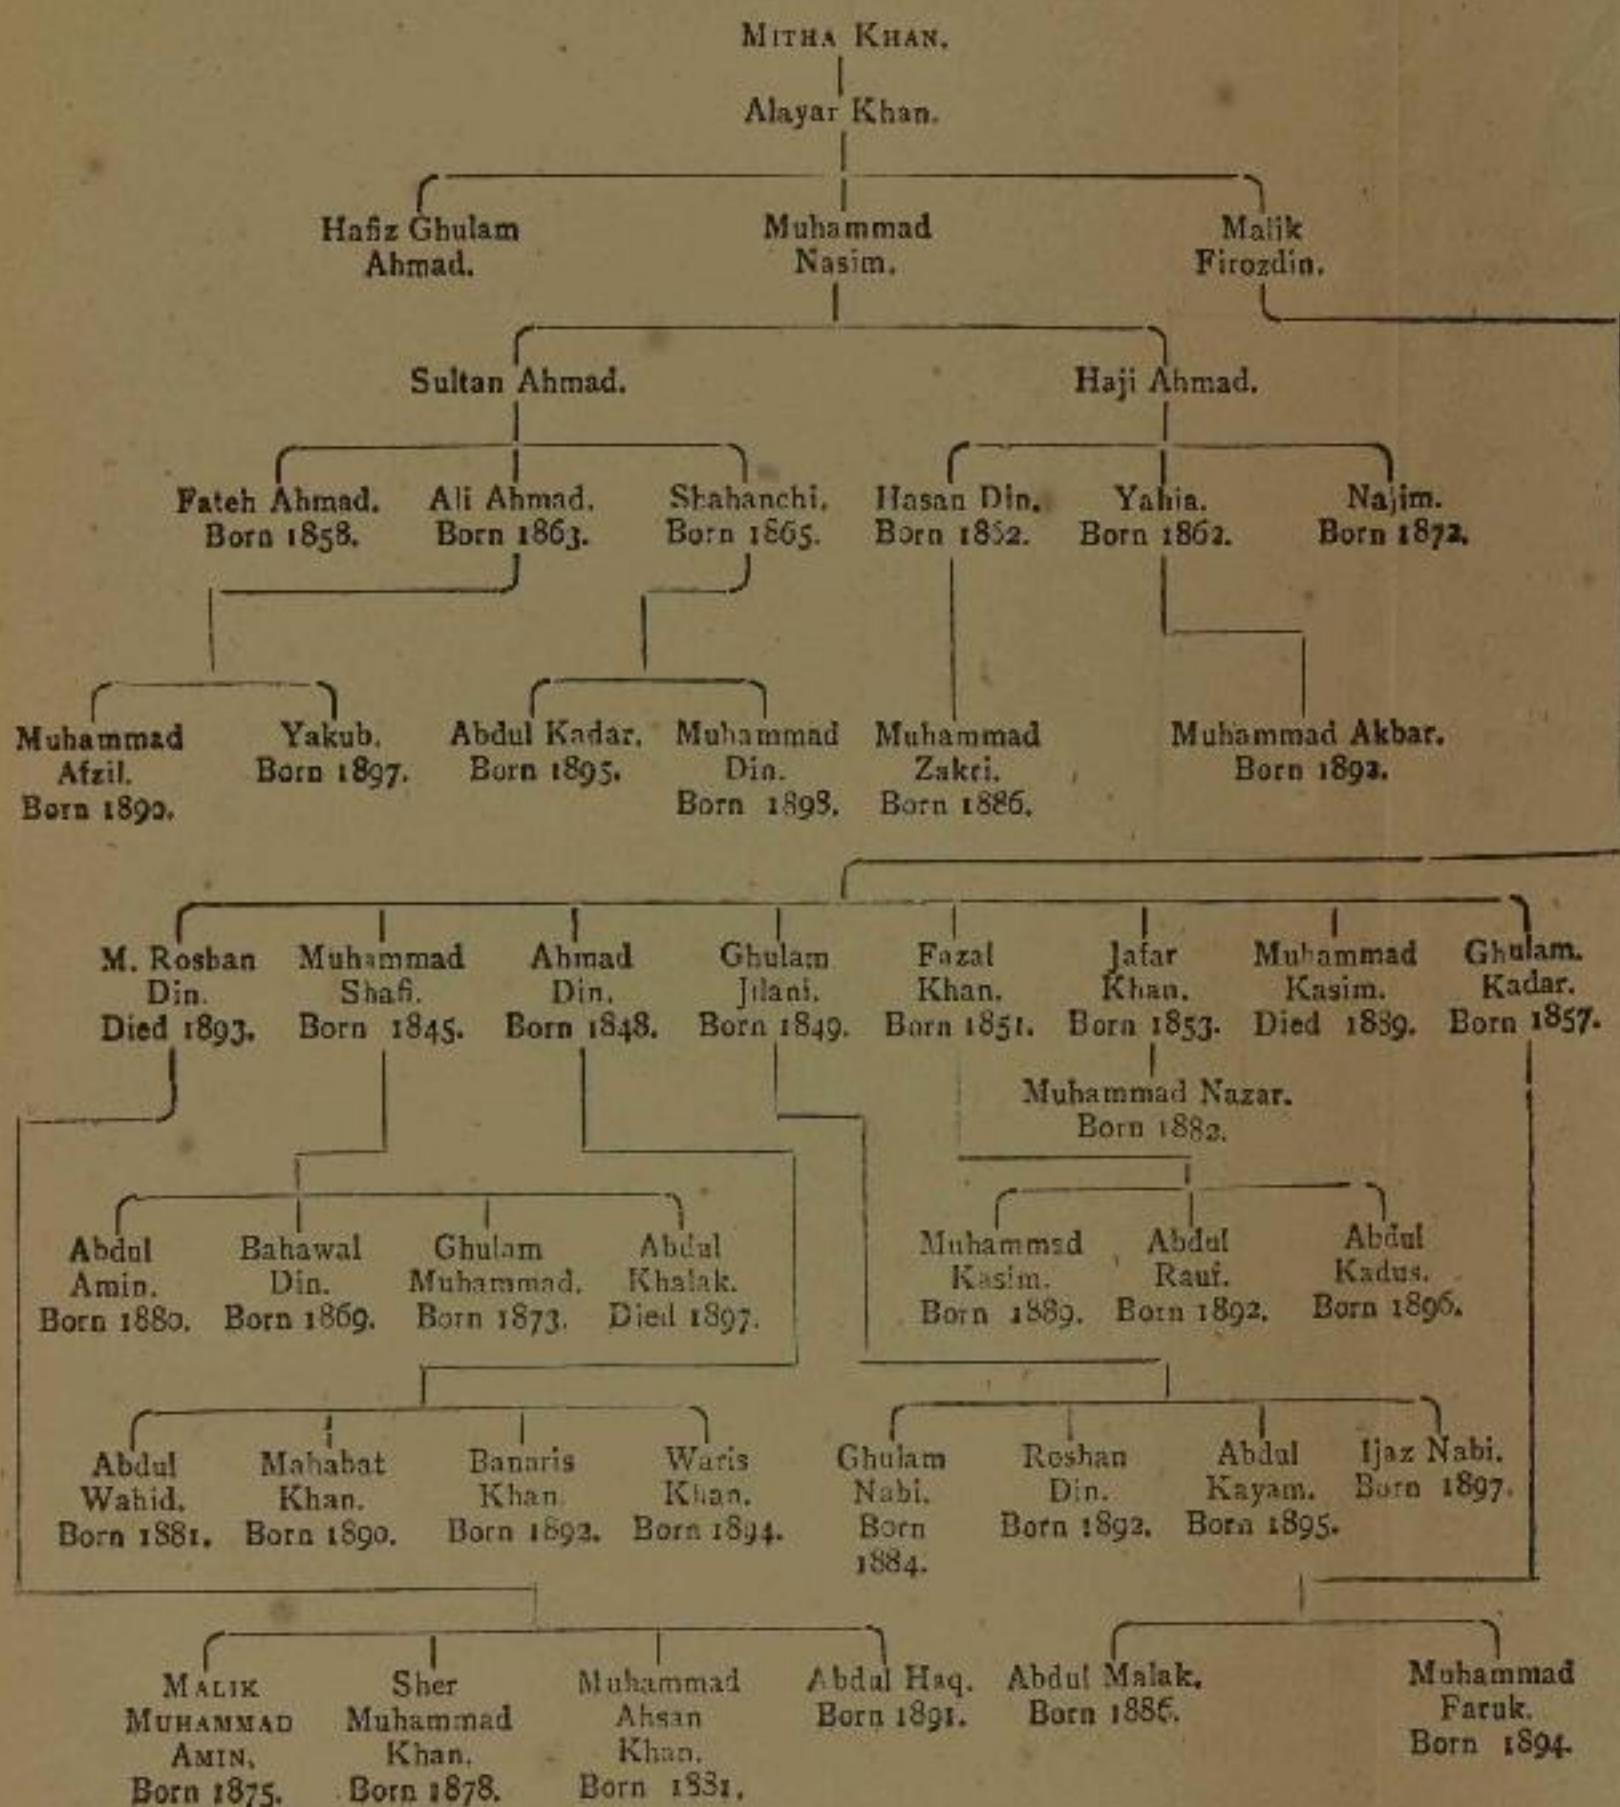 MITHA KHAN.
Alayar Khan.
Hafiz Ghulam
Ahmad.
Muhammad
Nasim.
Malik
Firozdin.
Sultan Ahmad.
Haji Ahmad.
Fateh Ahmad.
Born 1858.
Ali Ahmad.
Born 1863.
Shahanchi.
Born 1865.
Hasan Din.
Born
Yahia.
Born 1862.
Najim.
Born 1872.
Muhammad
Afzil.
Born 1890.
Yakub.
Born 1897.
Abdul Kadar.
Born 1895.
Muhammad
Din.
Born 1898.
Muhammad
Zakri.
Born 1886.
Muhammad Akbar.
Born 1892.
M. Roshan
Din.
Died 1893.
Muhammad
Shafi.
Born 1845.
Ahmad
Din.
Born 1848.
Ghulam
Jilani.
Born 1849.
Fazal
Khan.
Born 1851.
Jafar
Khan.
Born 1853.
Muhammad
Kasim.
Died 1889.
Ghulam.
Kadar.
Born 1857.
Muhammad Nazar.
Born 1882.
Abdul
Amin.
Born 1880.
Bahawal
Din.
Born 1869.
Ghulam
Muhammad.
Born 1873.
Abdul
Khalak.
Died 1897.
Muhammad
Kasim.
Born 1889.
Abdul
Rauf.
Born 1892.
Abdul
Kadus.
Born 1896.
Abdul
Wahid.
Born 1881.
Mahabat
Khan.
Born 1890.
Banaris
Khan
Born 1892.
Waris
Khan.
Born 1894.
Ghulam
Nabi.
Born
1884.
Roshan
Din.
Born 1892.
Abdul
Kayam.
Born 1895.
Ijaz Nabi.
Born 1897.
MALIK
MUHAMMAD
AMIN.
Born 1875.
Sher
Muhammad
Khan.
Born 1878.
Muhammad
Ahsan
Khan.
Born 1881.
Abdul Haq.
Born 1891.
Abdul Malak.
Born 1886.
Muhammad
Faruk.
Born 1894.